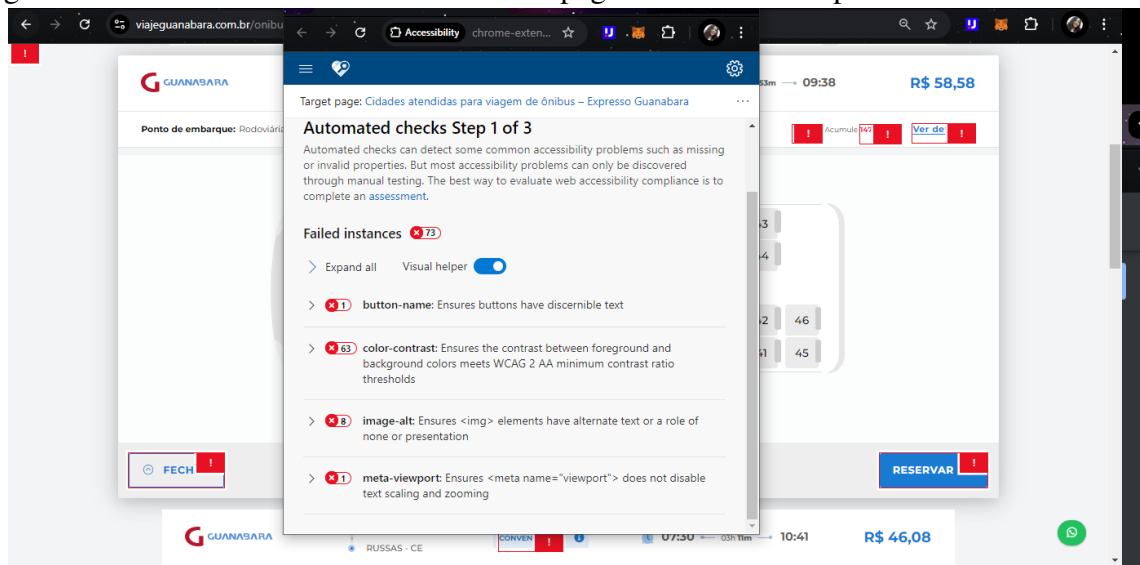 viajeguanabara.com.br/onibu
Accessibility chrome-exten...
GUANABARA
53m 09:38
R$ 58,58
Ponto de embarque: Rodoviária
Acumule 147
Ver de
Target page: Cidades atendidas para viagem de ônibus – Expresso Guanabara
Automated checks Step 1 of 3
Automated checks can detect some common accessibility problems such as missing
or invalid properties. But most accessibility problems can only be discovered
through manual testing. The best way to evaluate web accessibility compliance is to
complete an assessment.
Failed instances 73
Expand all Visual helper
1 button-name: Ensures buttons have discernible text
63 color-contrast: Ensures the contrast between foreground and
background colors meets WCAG 2 AA minimum contrast ratio
thresholds
8 image-alt: Ensures <img> elements have alternate text or a role of
none or presentation
1 meta-viewport: Ensures <meta name="viewport"> does not disable
text scaling and zooming
46
45
FECH
RESERVAR
GUANABARA
RUSSAS - CE
CONVEN
07:30 03h 11m 10:41
R$ 46,08